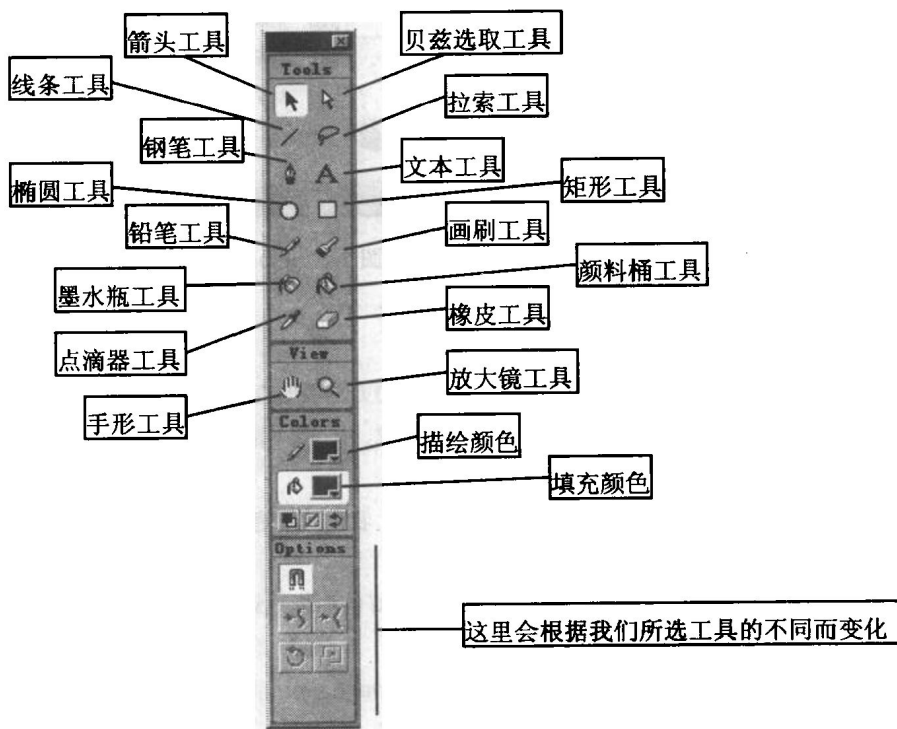 箭头工具
贝兹选取工具
Tools
线条工具
拉索工具
钢笔工具
文本工具
椭圆工具
矩形工具
铅笔工具
画刷工具
墨水瓶工具
颜料桶工具
点滴器工具
橡皮工具
View
手形工具
放大镜工具
Colors
描绘颜色
填充颜色
Options
这里会根据我们所选工具的不同而变化